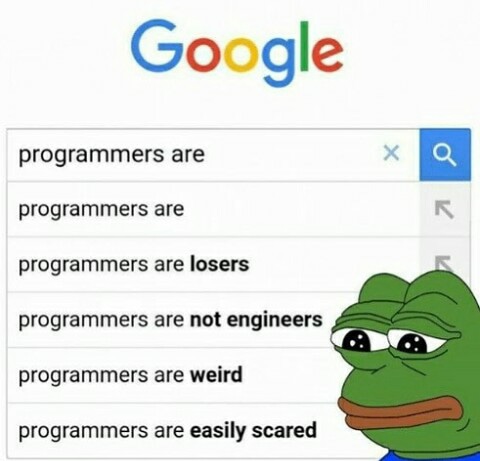 Google
programmers are
programmers are
programmers are losers
programmers are not engineers
programmers are weird
programmers are easily scared